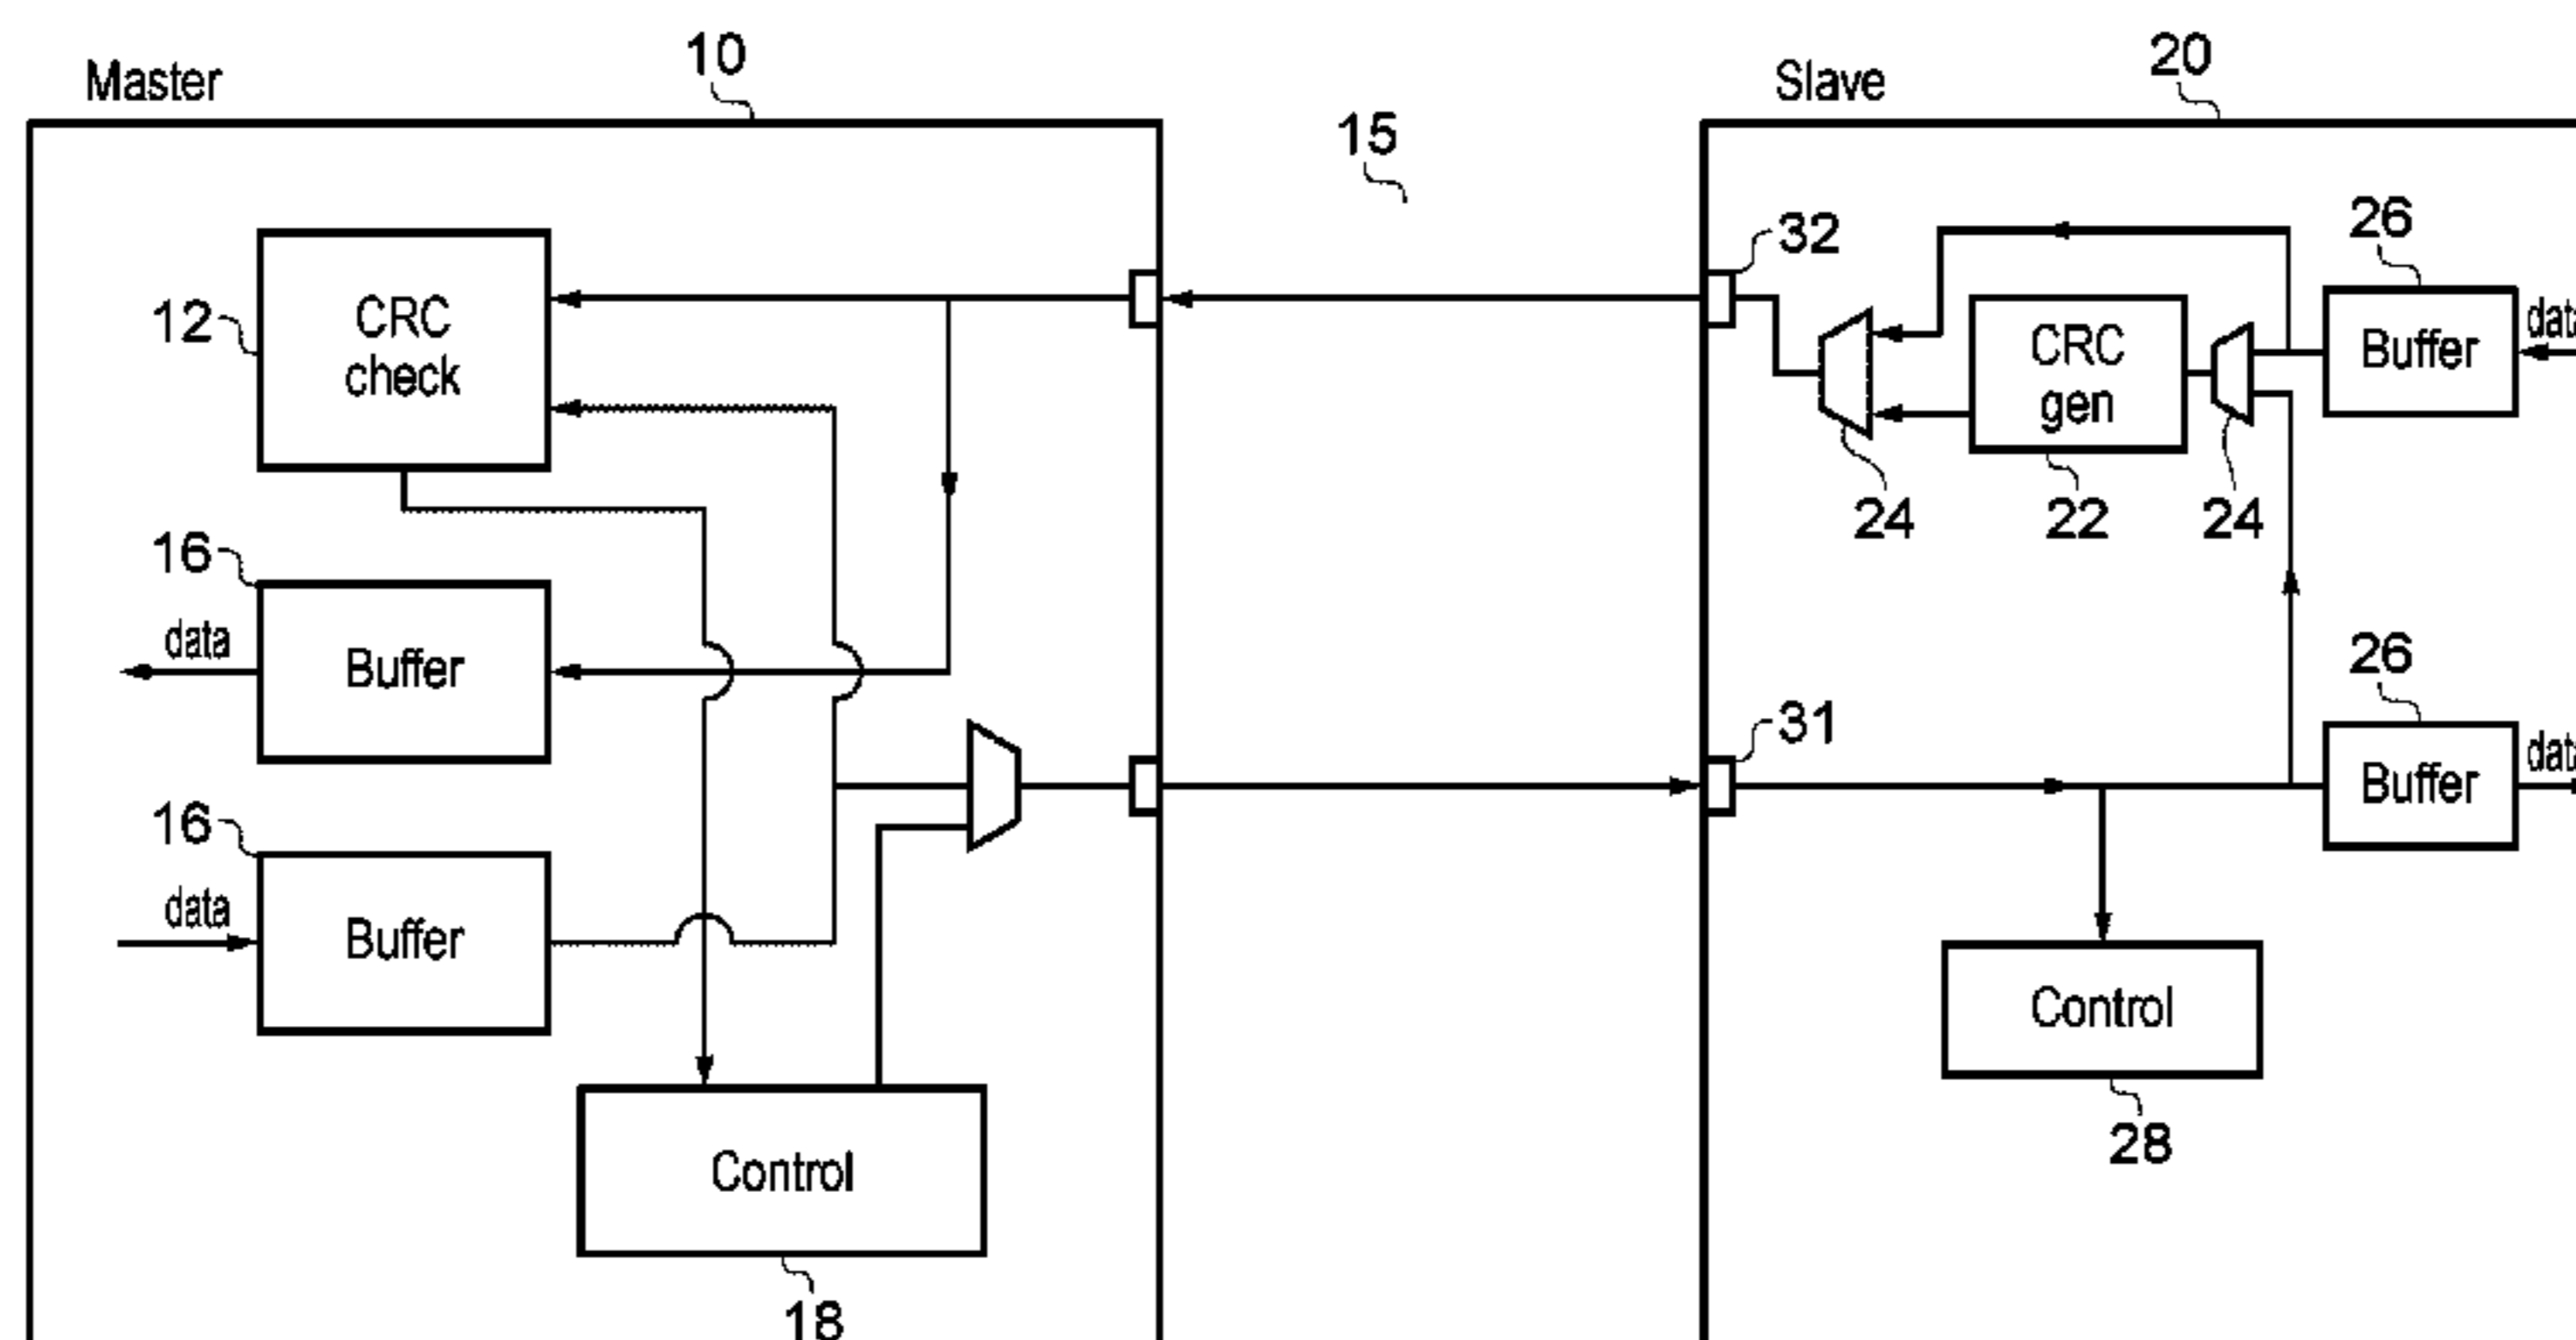 Master
10
15
Slave
20
12
CRC
check
32
CRC
gen
26
Buffer
24
22
24
16
data
Buffer
31
26
Buffer
16
data
Buffer
Control
28
Control
18